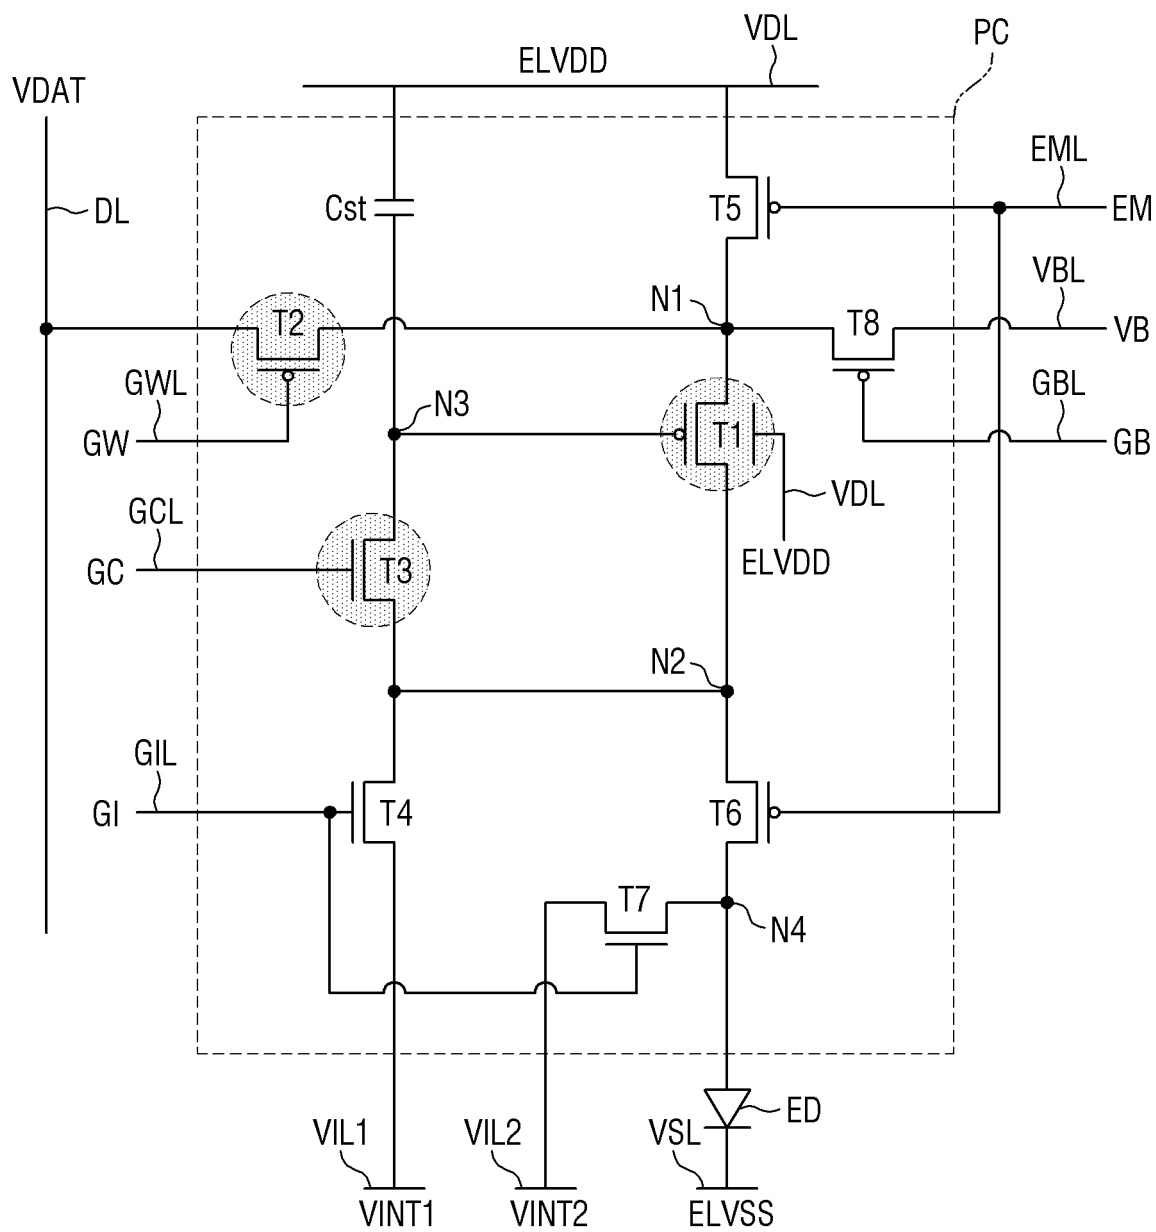 VDL
PC
ELVDD
VDAT
EML
Cst
T5
DL
EM
VBL
N1
T2
T8
VB
GWL
GBL
N3
GW
T1
GB
VDL
GCL
ELVDD
GC
T3
N2
GIL
GI
T4
T6
T7
N4
ED
VIL1
VIL2
VSL
VINT1
VINT2
ELVSS